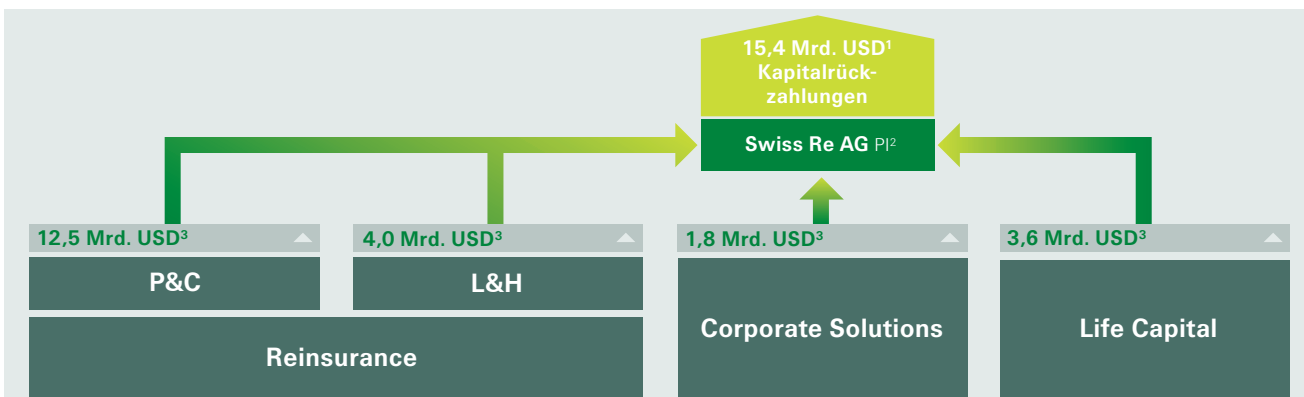 15,4 Mrd. USD¹
Kapitalrück-
zahlungen
Swiss Re AG PI²
12,5 Mrd. USD³
4,0 Mrd. USD³
1,8 Mrd. USD³
3,6 Mrd. USD³
P&C
L&H
Corporate Solutions
Life Capital
Reinsurance